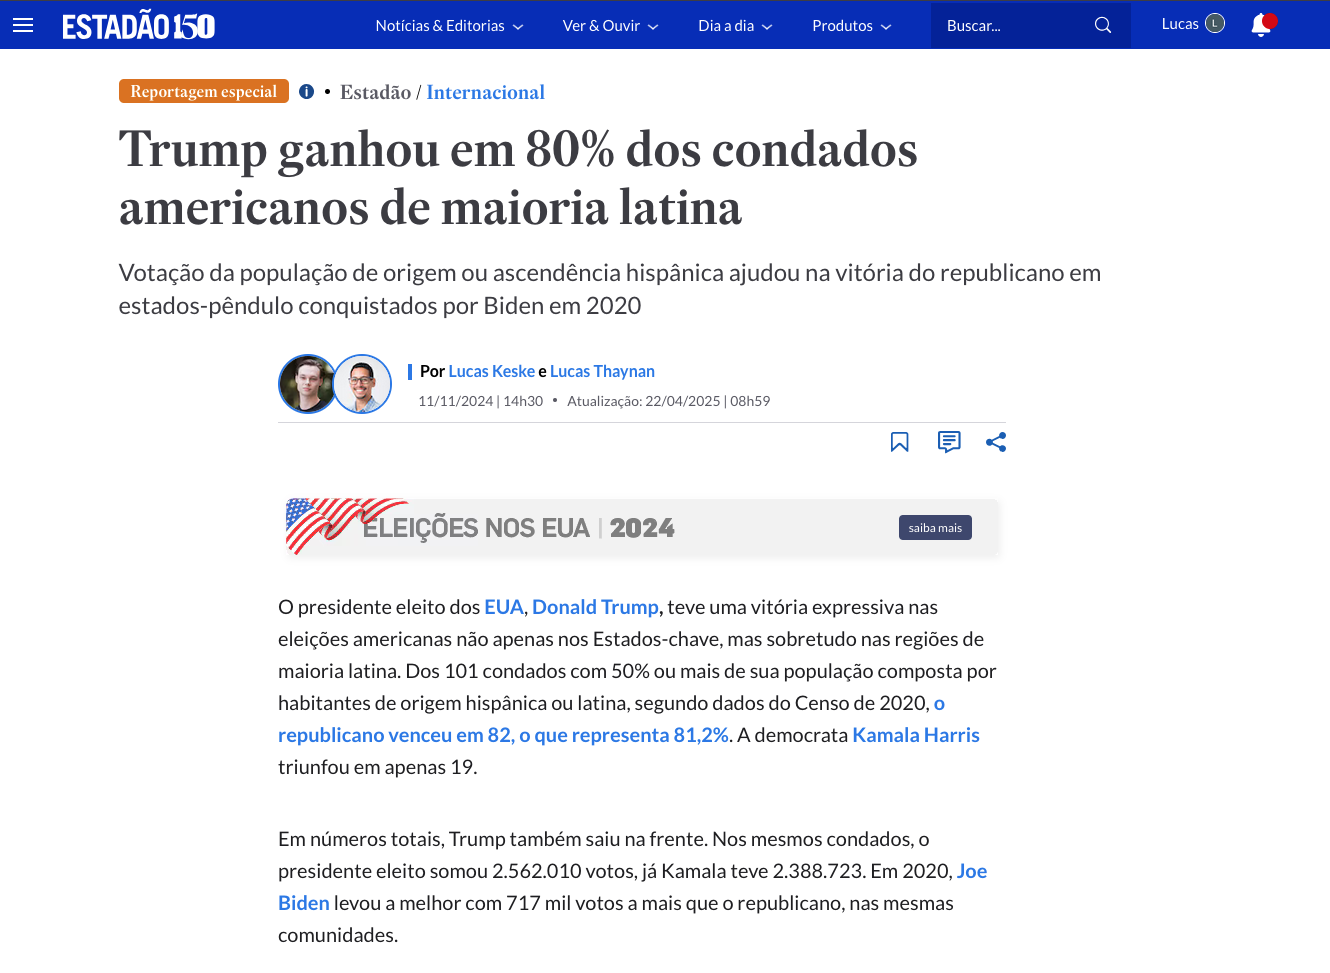 ESTADÃO 150
Notícias & Editorias
Ver & Ouvir
Dia a dia
Produtos
Buscar...
Lucas
L
Reportagem especial
i
• Estadão / Internacional
Trump ganhou em 80% dos condados
americanos de maioria latina
Votação da população de origem ou ascendência hispânica ajudou na vitória do republicano em
estados-pêndulo conquistados por Biden em 2020
Por Lucas Keske e Lucas Thaynan
11/11/2024 | 14h30 • Atualização: 22/04/2025 | 08h59
ELEIÇÕES NOS EUA | 2024
saiba mais
O presidente eleito dos EUA, Donald Trump, teve uma vitória expressiva nas
eleições americanas não apenas nos Estados-chave, mas sobretudo nas regiões de
maioria latina. Dos 101 condados com 50% ou mais de sua população composta por
habitantes de origem hispânica ou latina, segundo dados do Censo de 2020, o
republicano venceu em 82, o que representa 81,2%. A democrata Kamala Harris
triunfou em apenas 19.
Em números totais, Trump também saiu na frente. Nos mesmos condados, o
presidente eleito somou 2.562.010 votos, já Kamala teve 2.388.723. Em 2020, Joe
Biden levou a melhor com 717 mil votos a mais que o republicano, nas mesmas
comunidades.